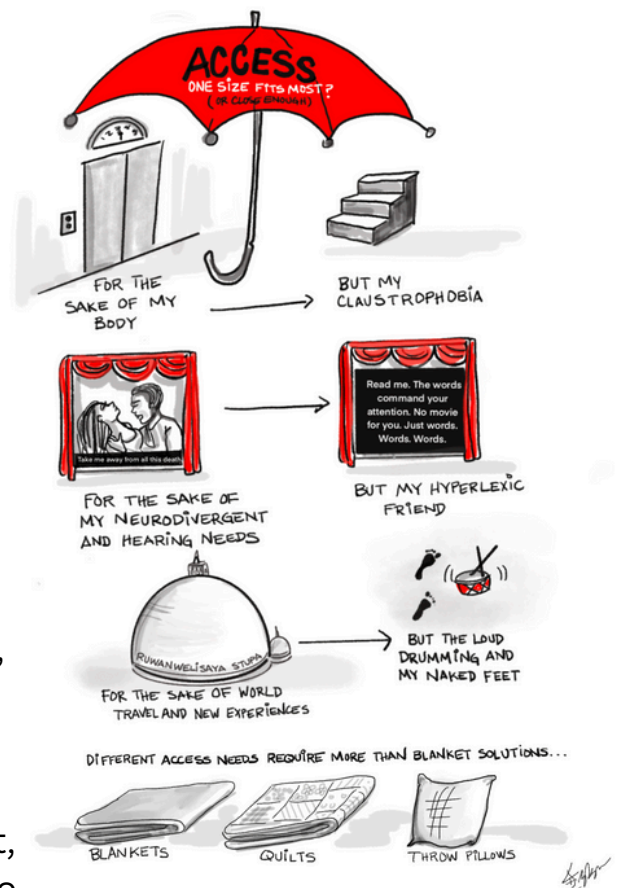 ACCESS
ONE SIZE FITS MOST?
(OR CLOSE ENOUGH)
FOR THE
SAKE OF MY
BODY
BUT MY
CLAUSTROPHOBIA
Take me away from all this death
Read me. The words
command your
attention. No movie
for you. Just words.
Words. Words.
FOR THE SAKE OF
MY NEURODIVERGENT
AND HEARING NEEDS
BUT MY HYPERLEXIC
FRIEND
RUWANWELISAYA STUPA
FOR THE SAKE OF WORLD
TRAVEL AND NEW EXPERIENCES
BUT THE LOUD
DRUMMING AND
MY NAKED FEET
DIFFERENT ACCESS NEEDS REQUIRE MORE THAN BLANKET SOLUTIONS...
BLANKETS
QUILTS
THROW PILLOWS